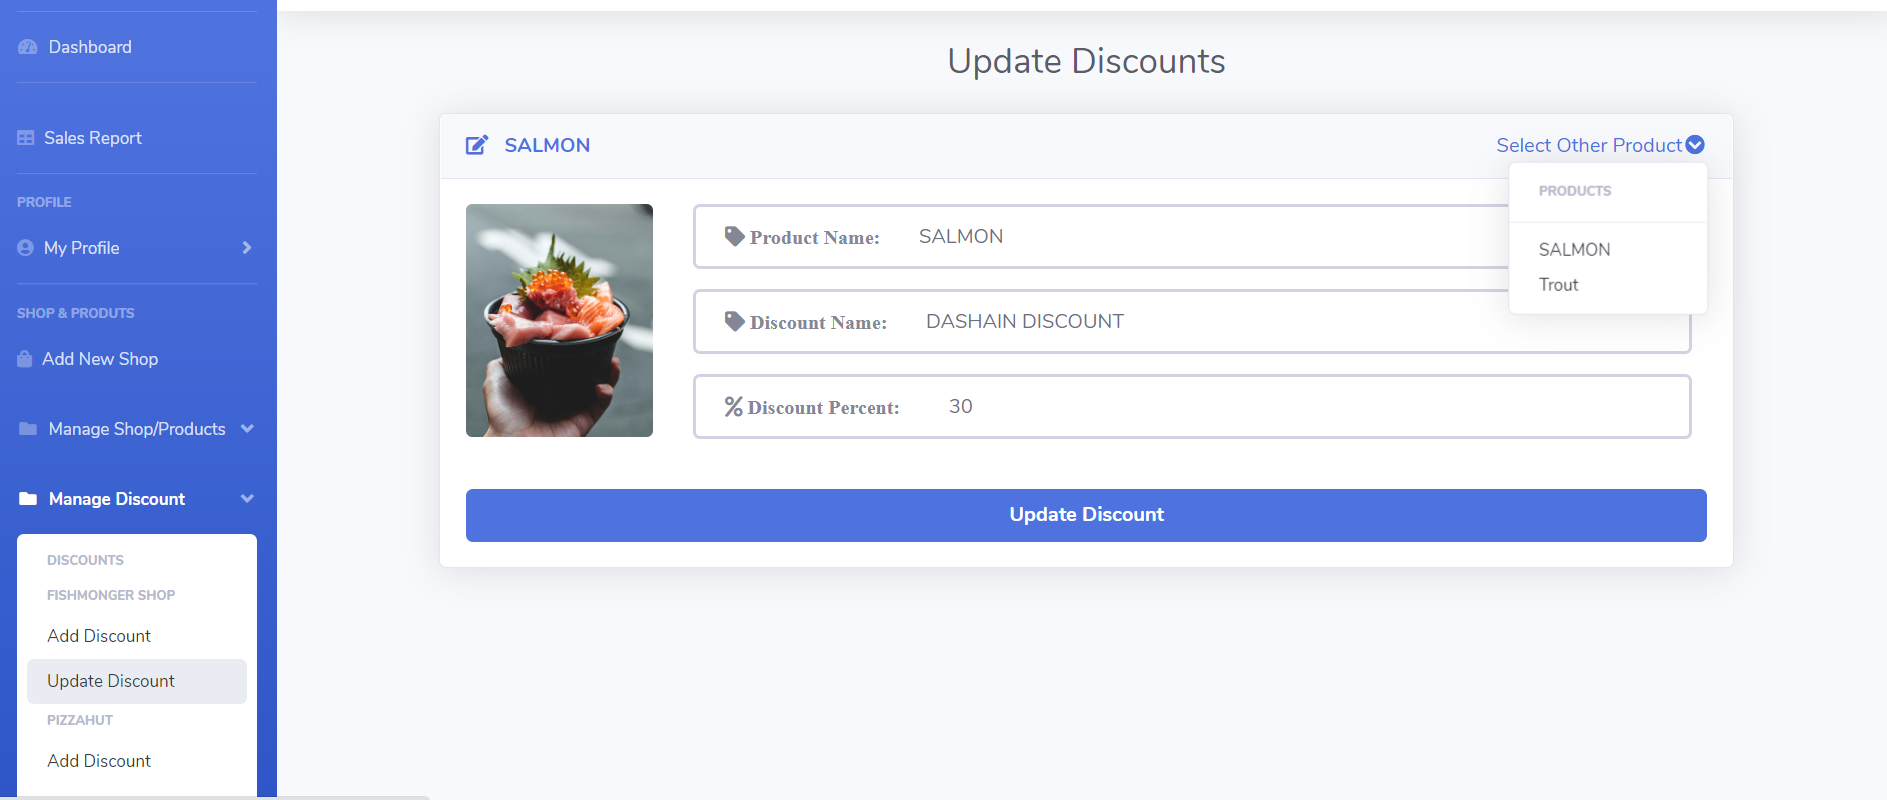 Dashboard
Sales Report
PROFILE
My Profile
SHOP & PRODUTS
Add New Shop
Manage Shop/Products
Manage Discount
DISCOUNTS
FISHMONGER SHOP
Add Discount
Update Discount
PIZZAHUT
Add Discount
Update Discounts
SALMON
Select Other Product
PRODUCTS
SALMON
Trout
Product Name: SALMON
Discount Name: DASHAIN DISCOUNT
Discount Percent: 30
Update Discount